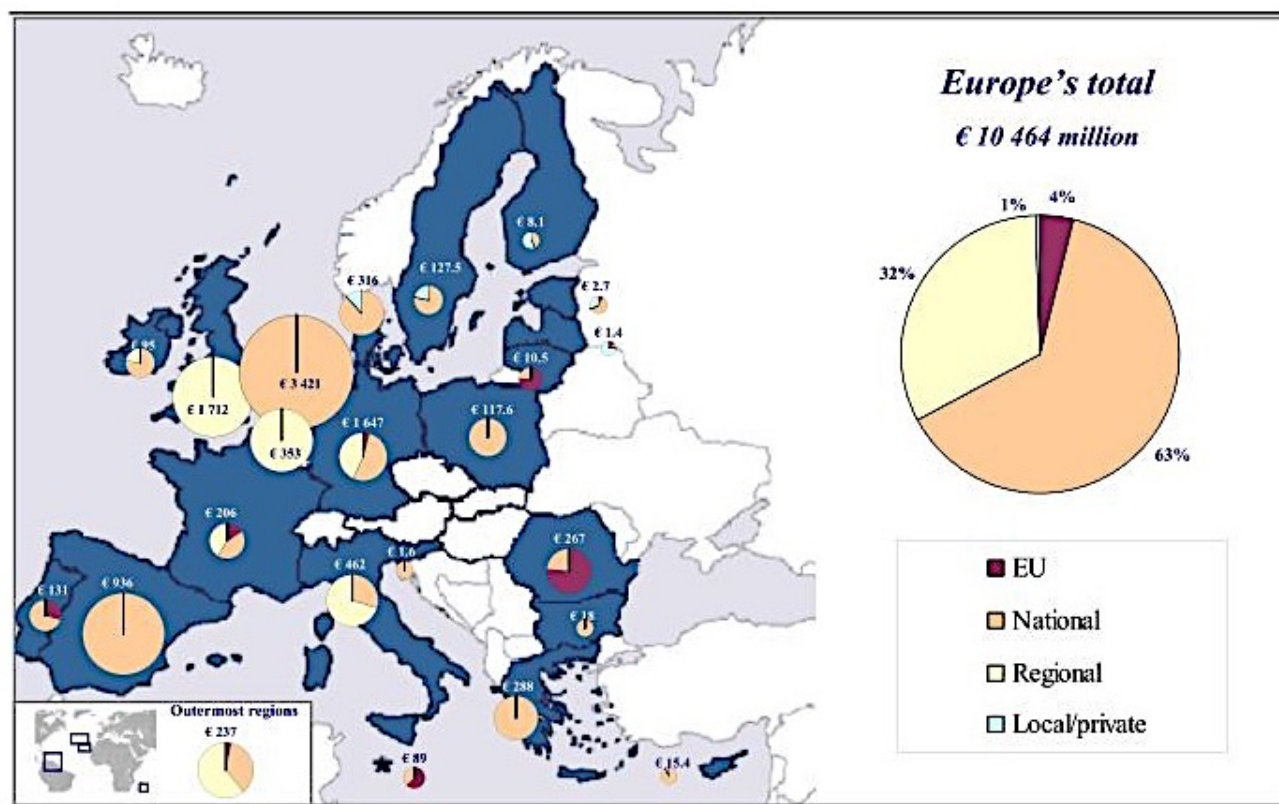 Europe's total
€ 10 464 million
1%
4%
32%
63%
EU
National
Regional
Local/private
€ 8.1
€ 127.5
€ 316
€ 2.7
€ 1.4
€ 10.5
€ 95
€ 3 421
€ 1 712
€ 353
€ 1 647
€ 117.6
€ 206
€ 267
€ 1.6
€ 462
€ 131
€ 936
€ 18
€ 288
€ 89
€ 15.4
Outermost regions
€ 237